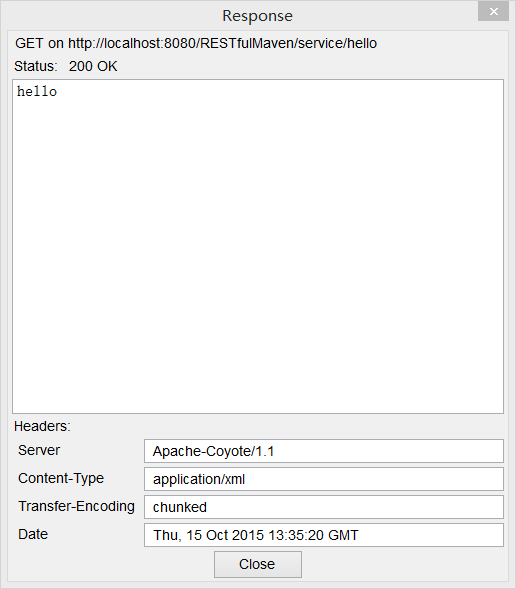 Response
GET on http://localhost:8080/RESTfulMaven/service/hello
Status: 200 OK
hello
Headers:
Server Apache-Coyote/1.1
Content-Type application/xml
Transfer-Encoding chunked
Date Thu, 15 Oct 2015 13:35:20 GMT
Close